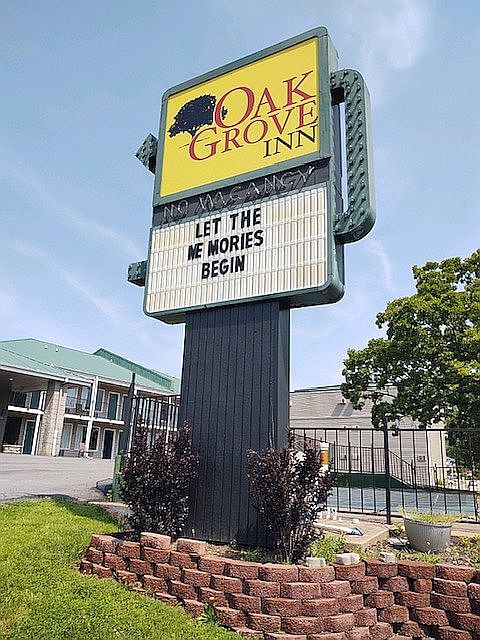 OAK
GROVE
INN
NO VACANCY
LET THE
ME MORIES
BEGIN